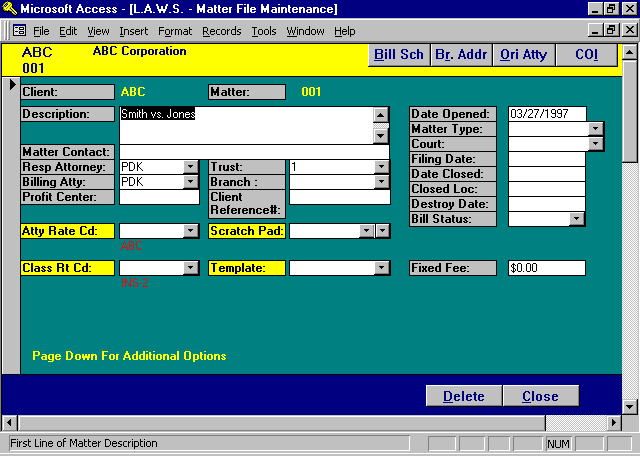 Microsoft Access - [L.A.W.S. - Matter File Maintenance]
File Edit View Insert Format Records Tools Window Help
ABC ABC Corporation
001
Bill Sch Br. Addr Ori Atty COI
Client: ABC Matter: 001
Description: Smith vs. Jones
Matter Contact:
Resp Attorney: PDK Trust: 1
Billing Atty: PDK Branch :
Profit Center: Client
Reference#:
Atty Rate Cd: Scratch Pad:
Class Rt Cd: Template:
INS 2
Date Opened: 03/27/1997
Matter Type:
Court:
Filing Date:
Date Closed:
Closed Loc:
Destroy Date:
Bill Status:
Fixed Fee: $0.00
Page Down For Additional Options
Delete Close
First Line of Matter Description NUM